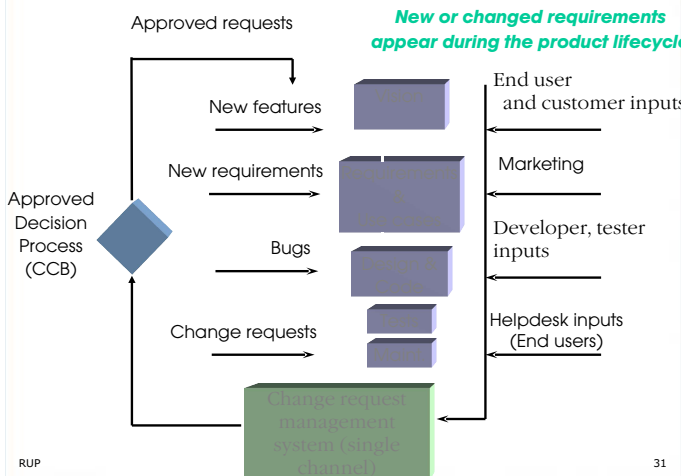 Approved requests
New or changed requirements
appear during the product lifecycle
New features
End user
and customer inputs
New requirements
Marketing
Approved
Decision
Process
(CCB)
Bugs
Developer, tester
inputs
Change requests
Helpdesk inputs
(End users)
Change request
management
system (single
channel)
RUP
31